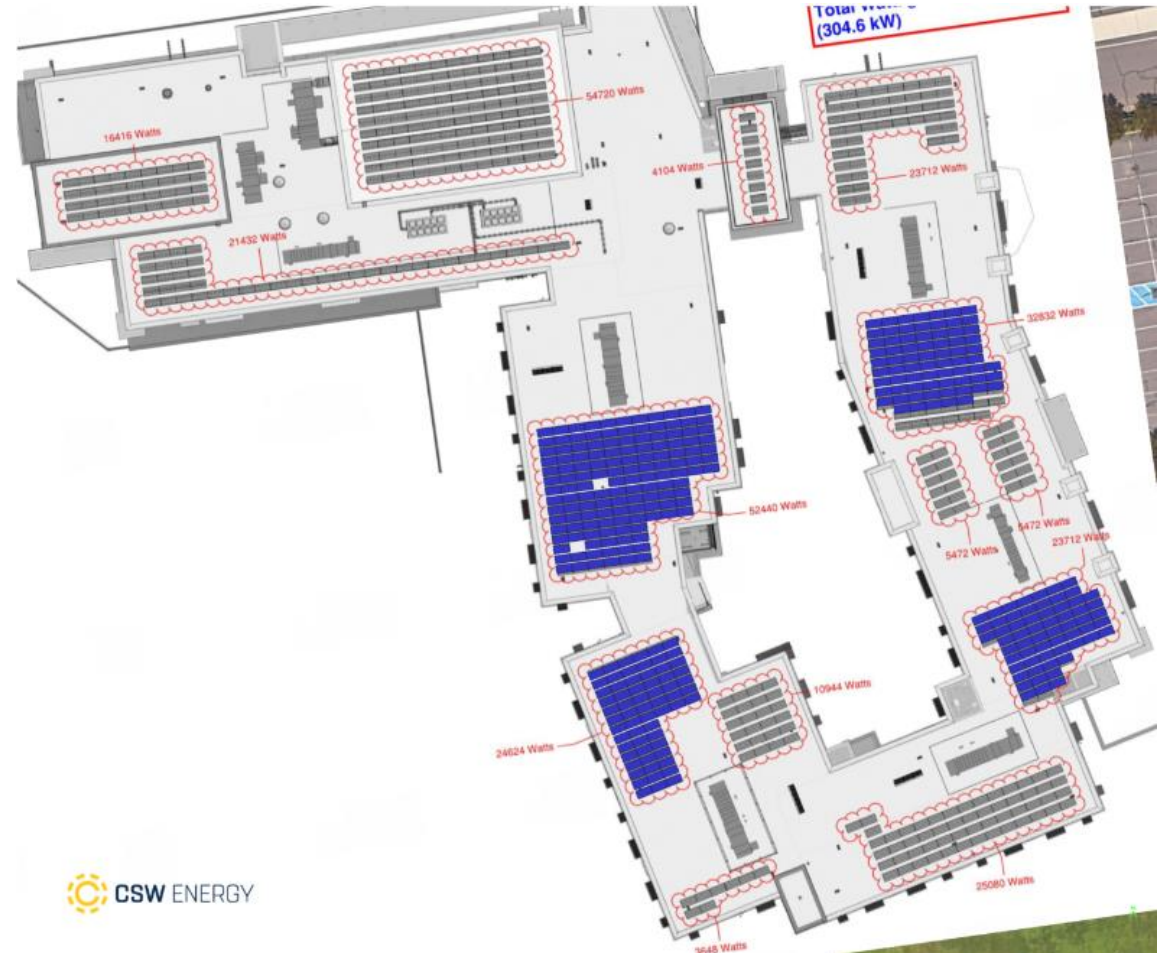 (304.6 kW)
54720 Watts
16416 Watts
4104 Watts
23712 Watts
21432 Watts
32832 Watts
52440 Watts
5472 Watts
5472 Watts
23712 Watts
10944 Watts
24624 Watts
25080 Watts
3648 Watts
CSW ENERGY